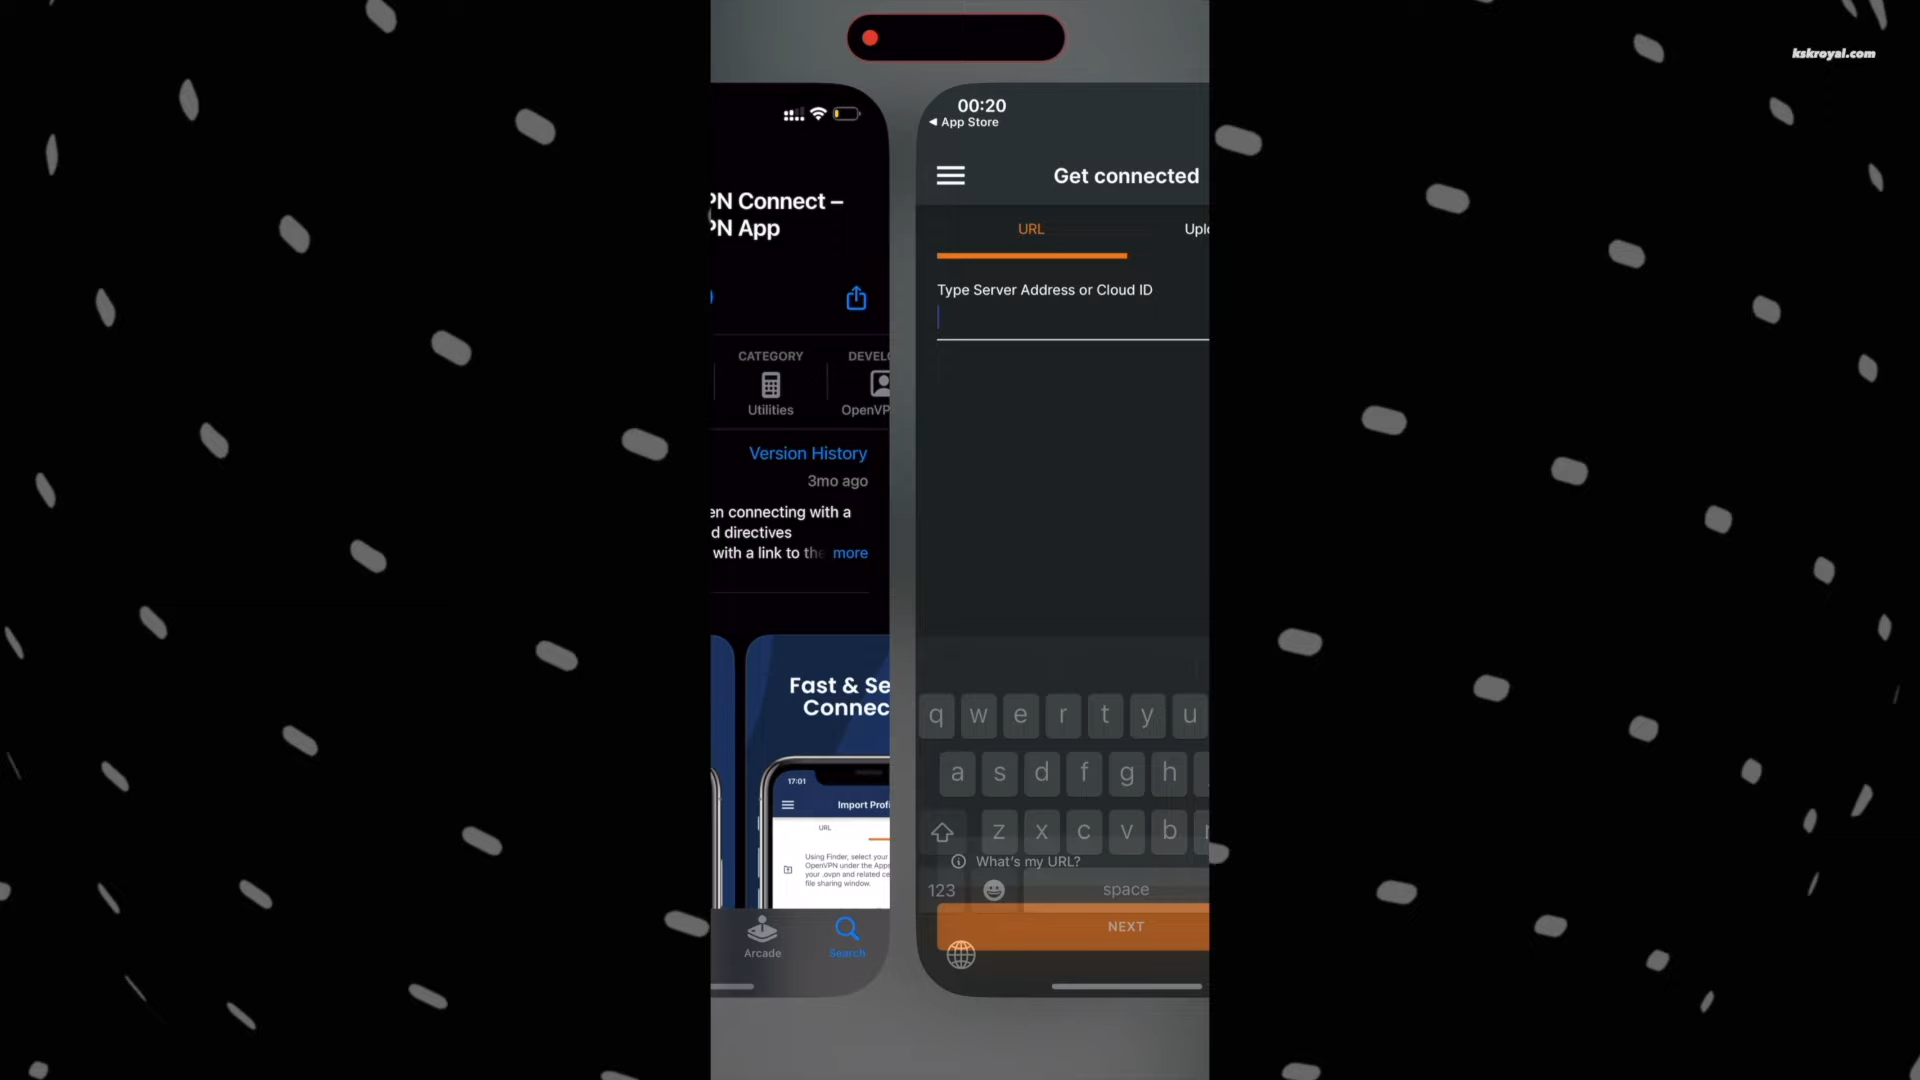 kskroyal.com
PN Connect –
PN App
CATEGORY
Utilities
DEVELO
OpenVP
Version History
3mo ago
en connecting with a
d directives
with a link to the more
Fast & Se
Connec
17:01
Import Profi
URL
Using Finder, select your
OpenVPN under the Apps
your .ovpn and related ce
file sharing window.
Arcade
Search
00:20
App Store
Get connected
URL
Uplo
Type Server Address or Cloud ID
q w e r t y u
a s d f g h
z x c v b
What's my URL?
123
space
NEXT